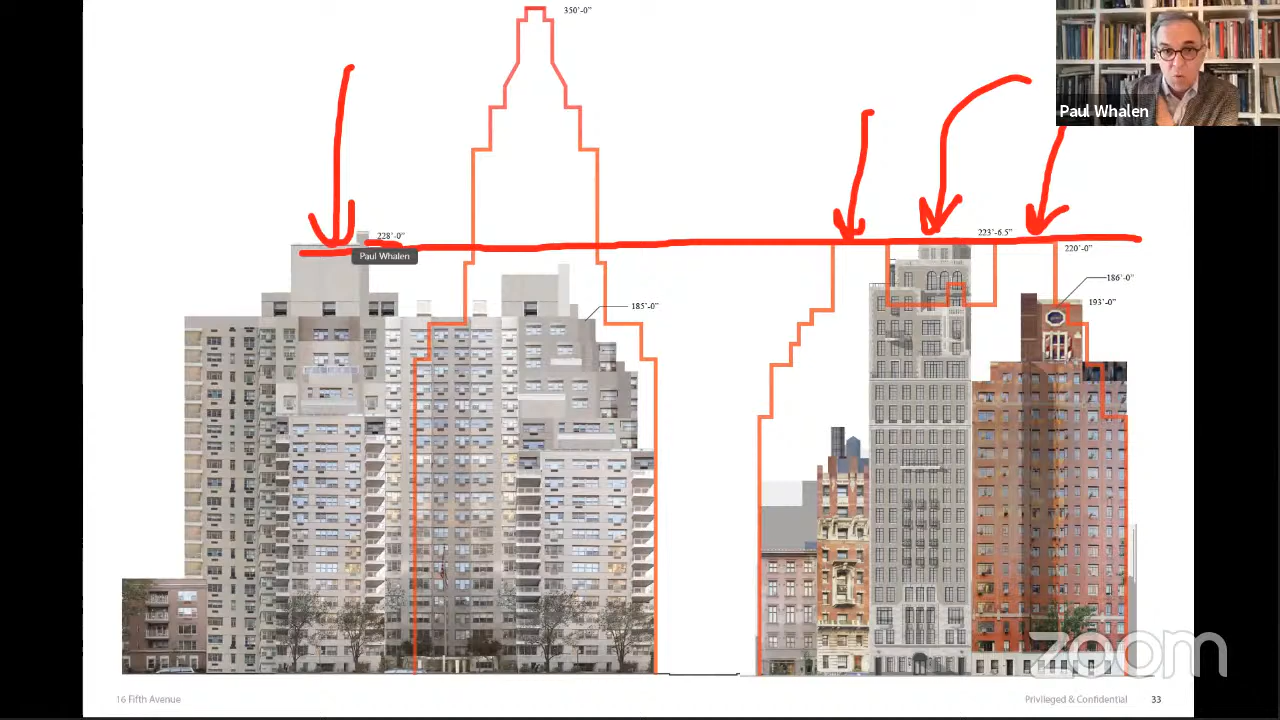 350'-0"
Paul Whalen
228'-0"
Paul Whalen
223'-6.5"
220'-0"
186'-0"
193'-0"
185'-0"
zoom
16 Fifth Avenue
Privileged & Confidential
33